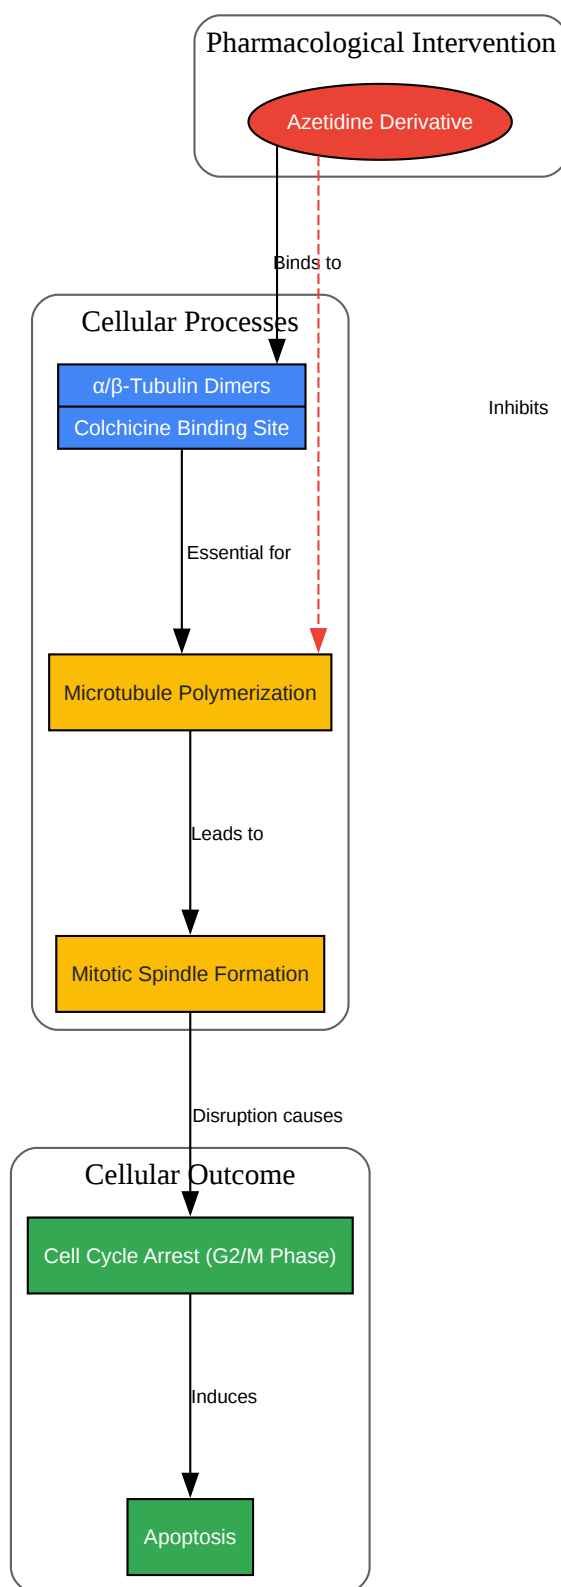 Pharmacological Intervention
Azetidine Derivative
Binds to
Cellular Processes
α/β-Tubulin Dimers
Inhibits
Colchicine Binding Site
Essential for
Microtubule Polymerization
Leads to
Mitotic Spindle Formation
Disruption causes
Cellular Outcome
Cell Cycle Arrest (G2/M Phase)
Induces
Apoptosis